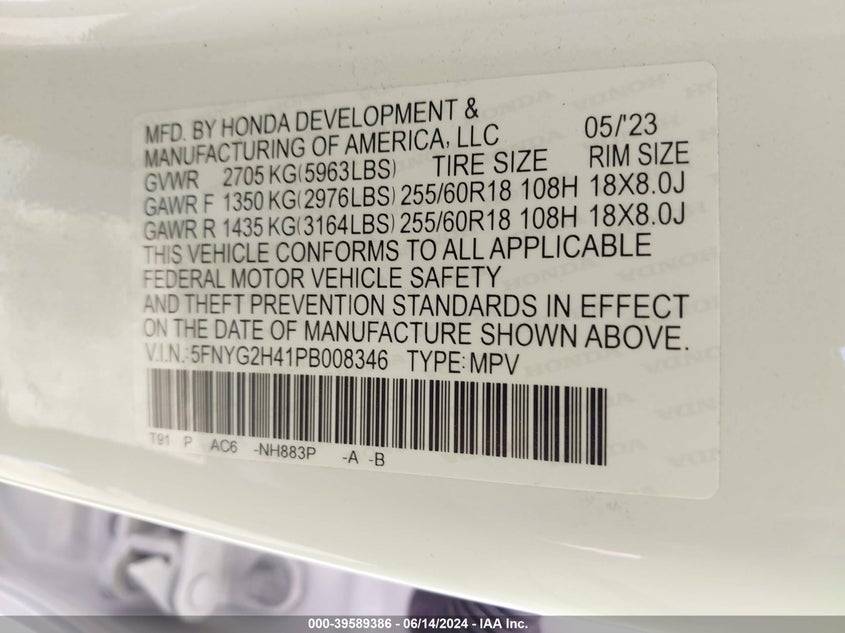 MFD. BY HONDA DEVELOPMENT &
MANUFACTURING OF AMERICA, LLC 05/'23
GVWR 2705 KG(5963LBS) TIRE SIZE RIM SIZE
GAWR F 1350 KG(2976LBS) 255/60R18 108H 18X8.0J
GAWR R 1435 KG(3164LBS) 255/60R18 108H 18X8.0J
THIS VEHICLE CONFORMS TO ALL APPLICABLE
FEDERAL MOTOR VEHICLE SAFETY
AND THEFT PREVENTION STANDARDS IN EFFECT
ON THE DATE OF MANUFACTURE SHOWN ABOVE.
V.I.N.:5FNYG2H41PB008346 TYPE:MPV
T91 P AC6 -NH883P -A -B
000-39589386 - 06/14/2024 - IAA Inc.